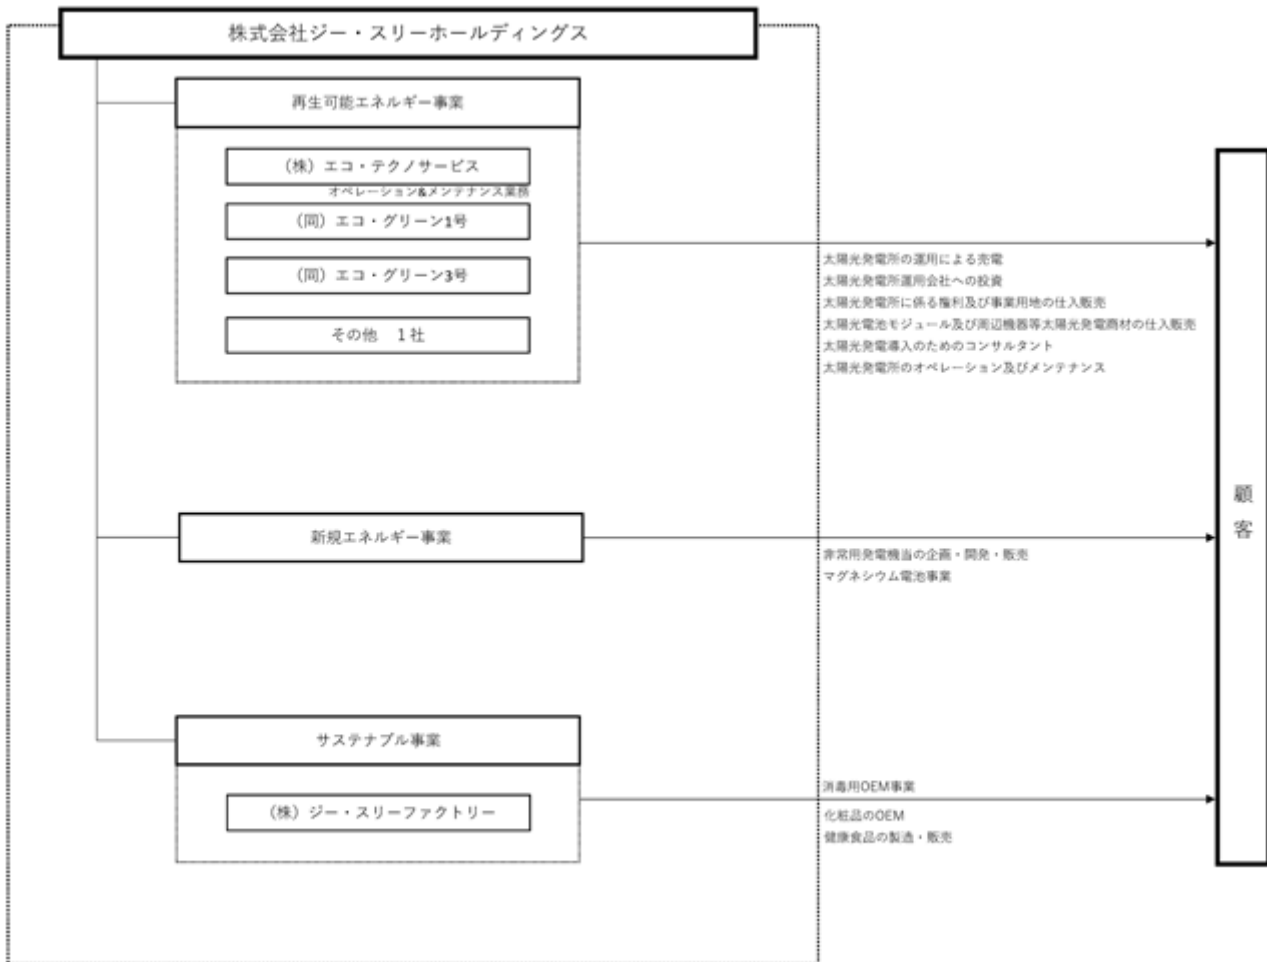 株式会社ジー・スリーホールディングス
再生可能エネルギー事業
（株）エコ・テクノサービス
オペレーション&メンテナンス業務
（同）エコ・グリーン1号
（同）エコ・グリーン3号
その他　１社
太陽光発電所の運用による売電
太陽光発電所運用会社への投資
太陽光発電所に係る権利及び事業用地の仕入販売
太陽光電池モジュール及び周辺機器等太陽光発電商材の仕入販売
太陽光発電導入のためのコンサルタント
太陽光発電所のオペレーション及びメンテナンス
新規エネルギー事業
非常用発電機当の企画・開発・販売
マグネシウム電池事業
サステナブル事業
（株）ジー・スリーファクトリー
消毒用OEM事業
化粧品のOEM
健康食品の製造・販売
顧客